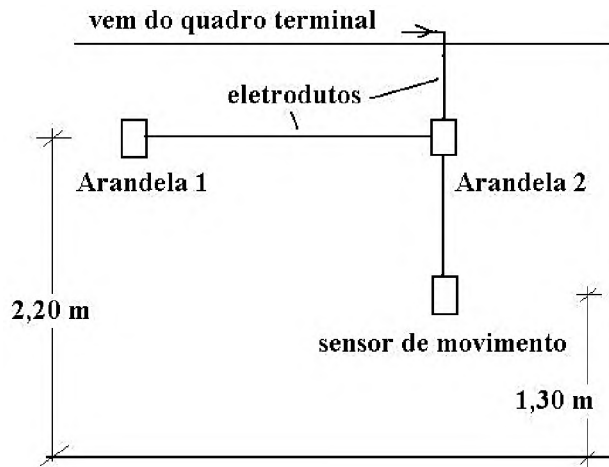 vem do quadro terminal
eletrodutos
Arandela 1
Arandela 2
2,20 m
sensor de movimento
1,30 m